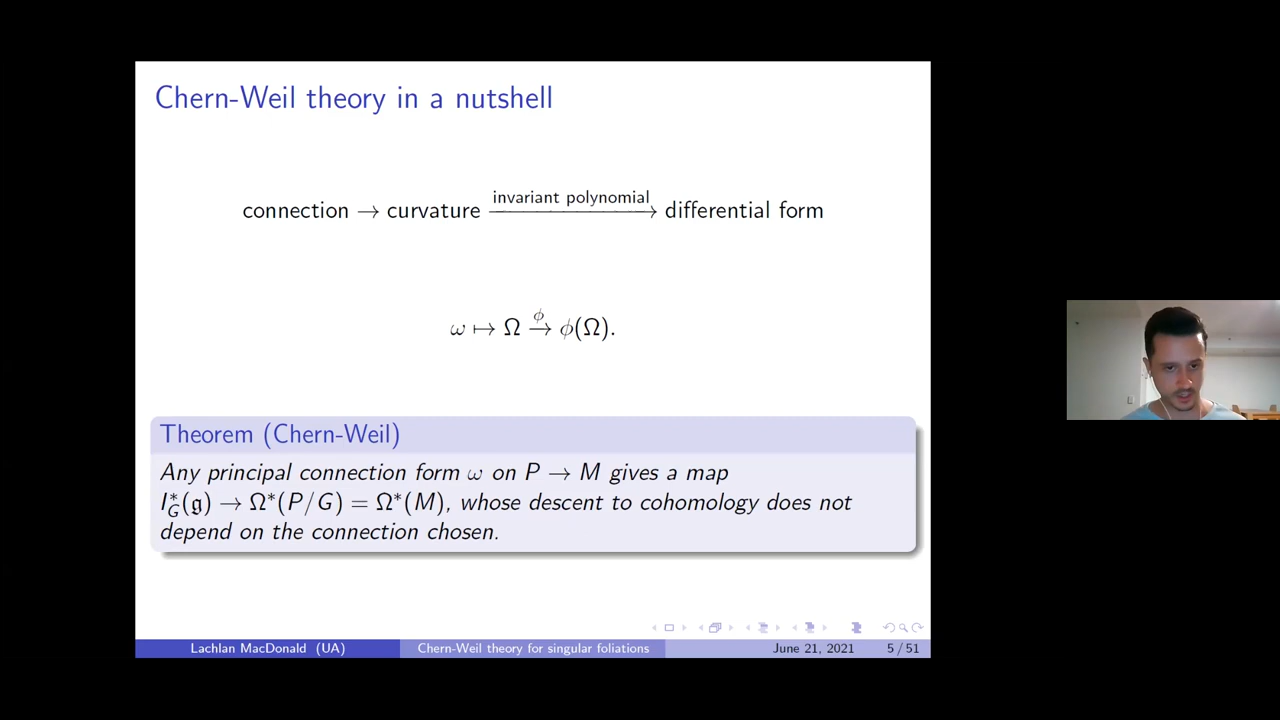 Chern-Weil theory in a nutshell
invariant polynomial
connection → curvature ⟶ differential form
ϕ
ω ↦ Ω → ϕ(Ω).
Theorem (Chern-Weil)
Any principal connection form ω on P → M gives a map
I*_G(𝔤) → Ω*(P/G) = Ω*(M), whose descent to cohomology does not
depend on the connection chosen.
Lachlan MacDonald (UA) Chern-Weil theory for singular foliations June 21, 2021 5 / 51